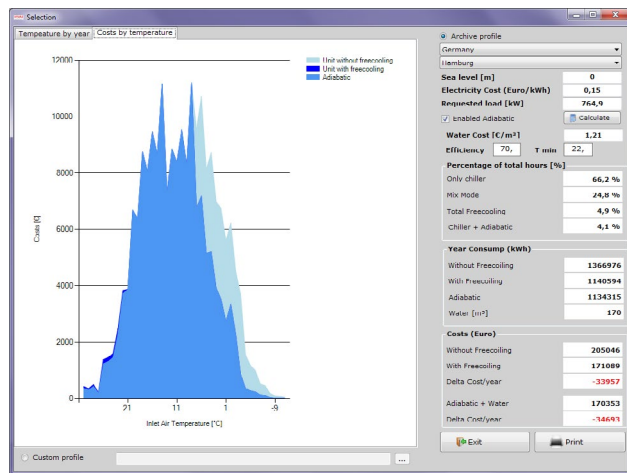 Selection
Tempeature by year
Costs by temperature
Unit without freecooling
Unit with freecooling
Adiabatic
12000
10000
8000
6000
4000
2000
0
Costs [€]
21
11
1
-9
Inlet Air Temperature [°C]
Custom profile
...
Archive profile
Germany
Hamburg
Sea level [m] 0
Electricity Cost (Euro/kWh) 0,15
Requested load [kW] 764,9
Enabled Adiabatic Calculate
Water Cost [€/m³] 1,21
Efficiency 70, T min 22,
Percentage of total hours [%]
Only chiller 66,2 %
Mix Mode 24,8 %
Total Freecooling 4,9 %
Chiller + Adiabatic 4,1 %
Year Consump (kWh)
Without Freecoiling 1366976
With Freecoiling 1140594
Adiabatic 1134315
Water [m³] 170
Costs (Euro)
Without Freecoiling 205046
With Freecoiling 171089
Delta Cost/year -33957
Adiabatic + Water 170353
Delta Cost/year -34693
Exit Print